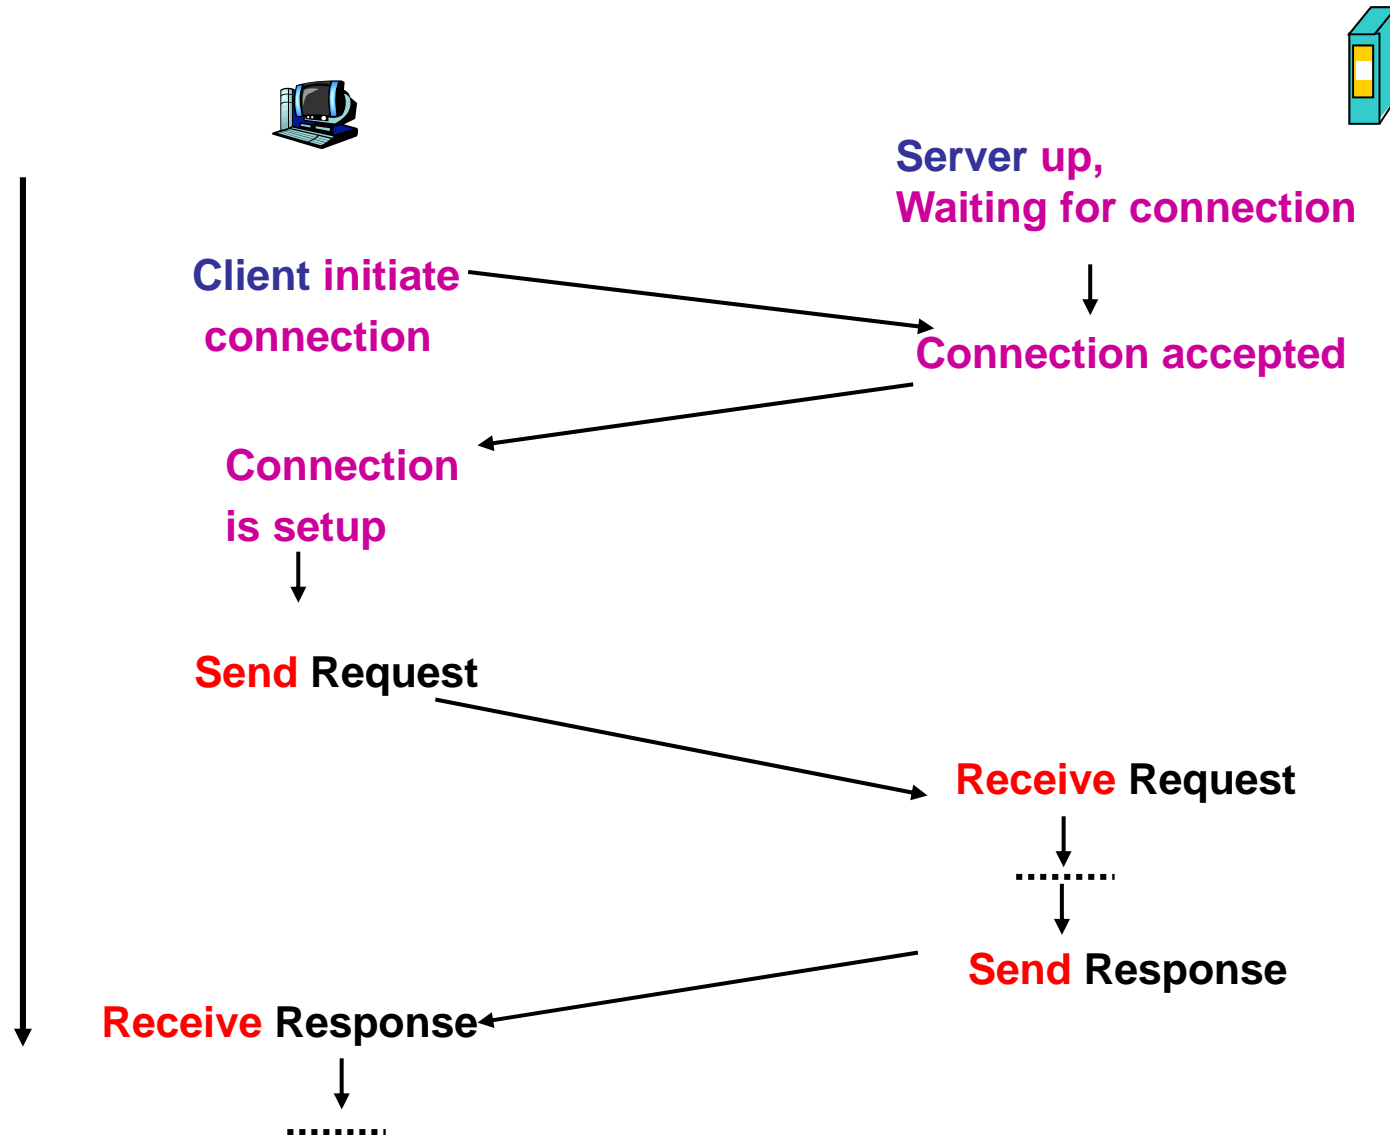 Server up,
Waiting for connection
Client initiate
connection
Connection accepted
Connection
is setup
Send Request
Receive Request
Send Response
Receive Response